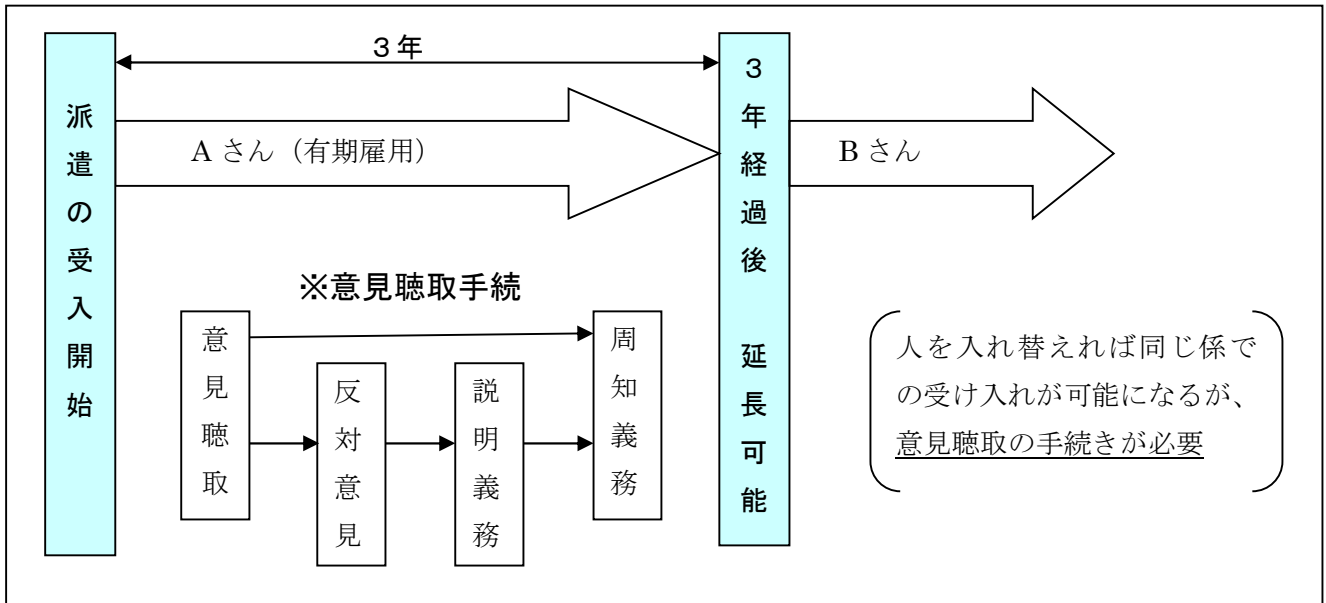 3年
派遣の受入開始
Aさん（有期雇用）
3年経過後 延長可能
Bさん
※意見聴取手続
意見聴取
反対意見
説明義務
周知義務
人を入れ替えれば同じ係で
の受け入れが可能になるが、
意見聴取の手続きが必要